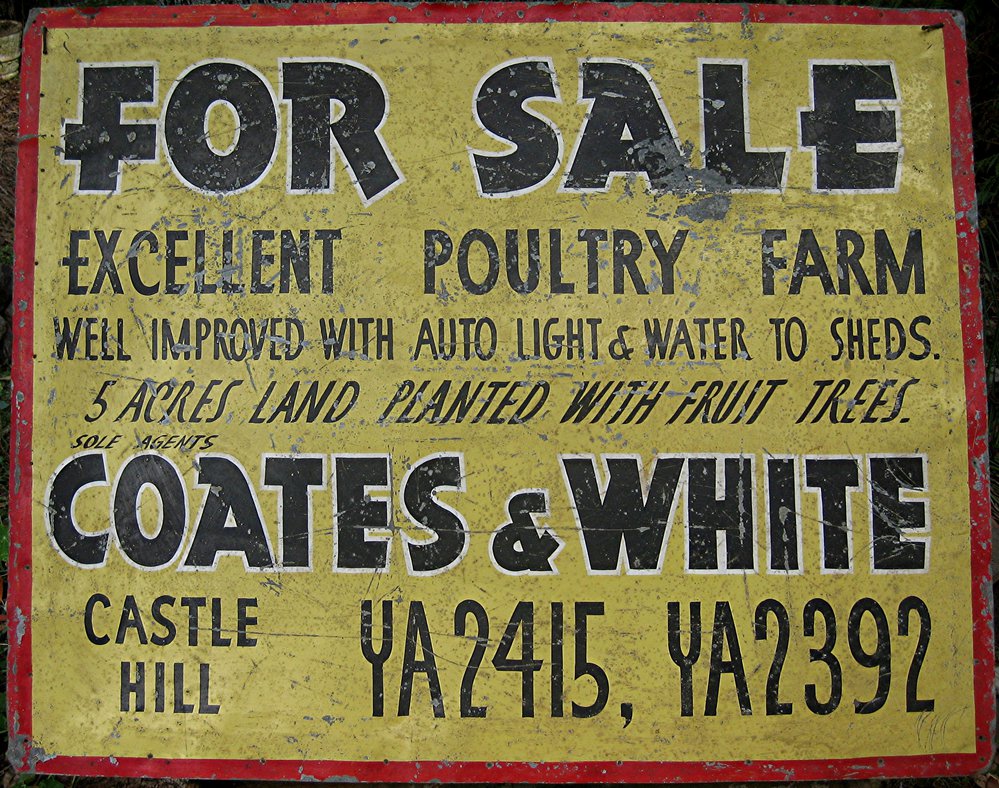 FOR SALE
EXCELLENT POULTRY FARM
WELL IMPROVED WITH AUTO LIGHT & WATER TO SHEDS.
5 ACRES LAND PLANTED WITH FRUIT TREES.
SOLE AGENTS
COATES & WHITE
CASTLE HILL YA2415, YA2392